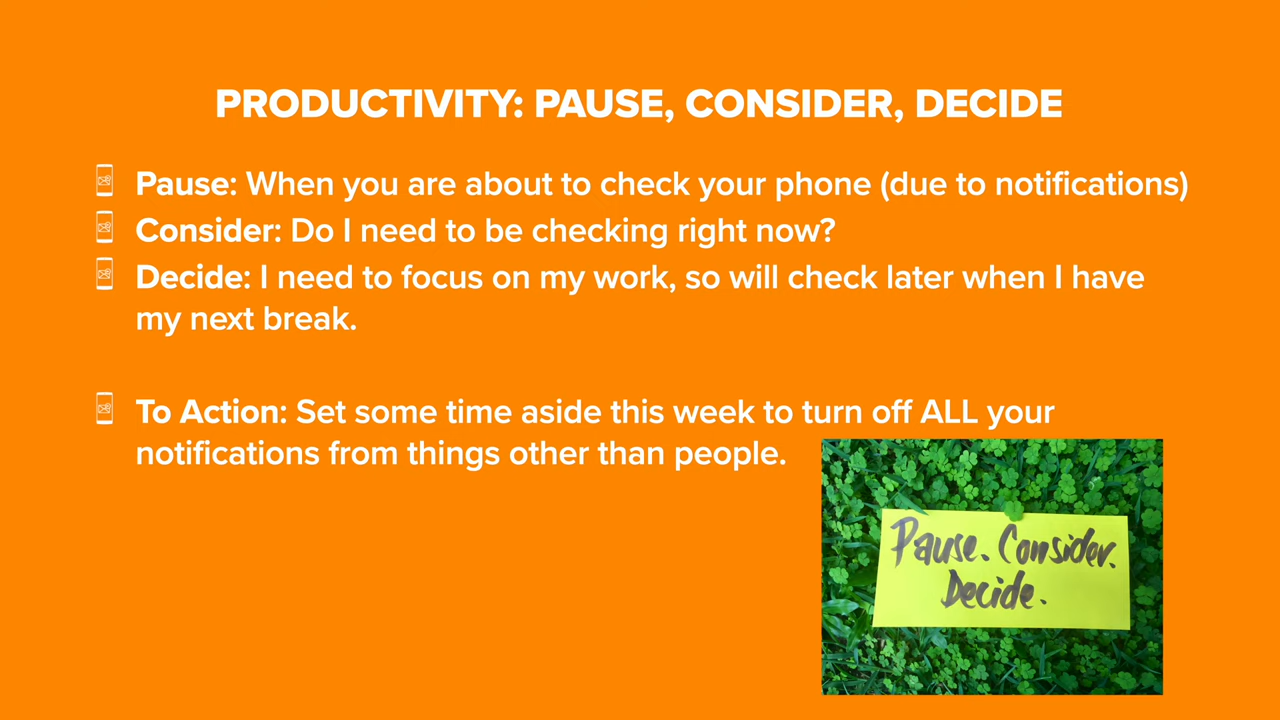 PRODUCTIVITY: PAUSE, CONSIDER, DECIDE
Pause: When you are about to check your phone (due to notifications)
Consider: Do I need to be checking right now?
Decide: I need to focus on my work, so will check later when I have
my next break.
To Action: Set some time aside this week to turn off ALL your
notifications from things other than people.
Pause. Consider.
Decide.